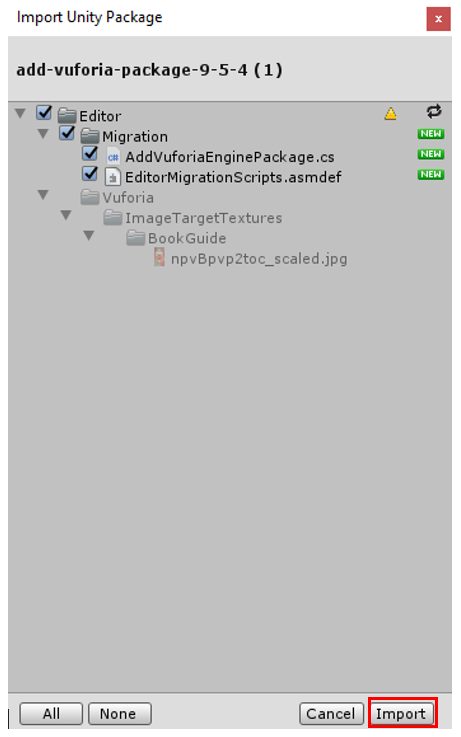 Import Unity Package
x
add-vuforia-package-9-5-4 (1)
Editor
Migration NEW
c# AddVuforiaEnginePackage.cs NEW
EditorMigrationScripts.asmdef NEW
Vuforia
ImageTargetTextures
BookGuide
npvBpvp2toc_scaled.jpg
All None Cancel Import